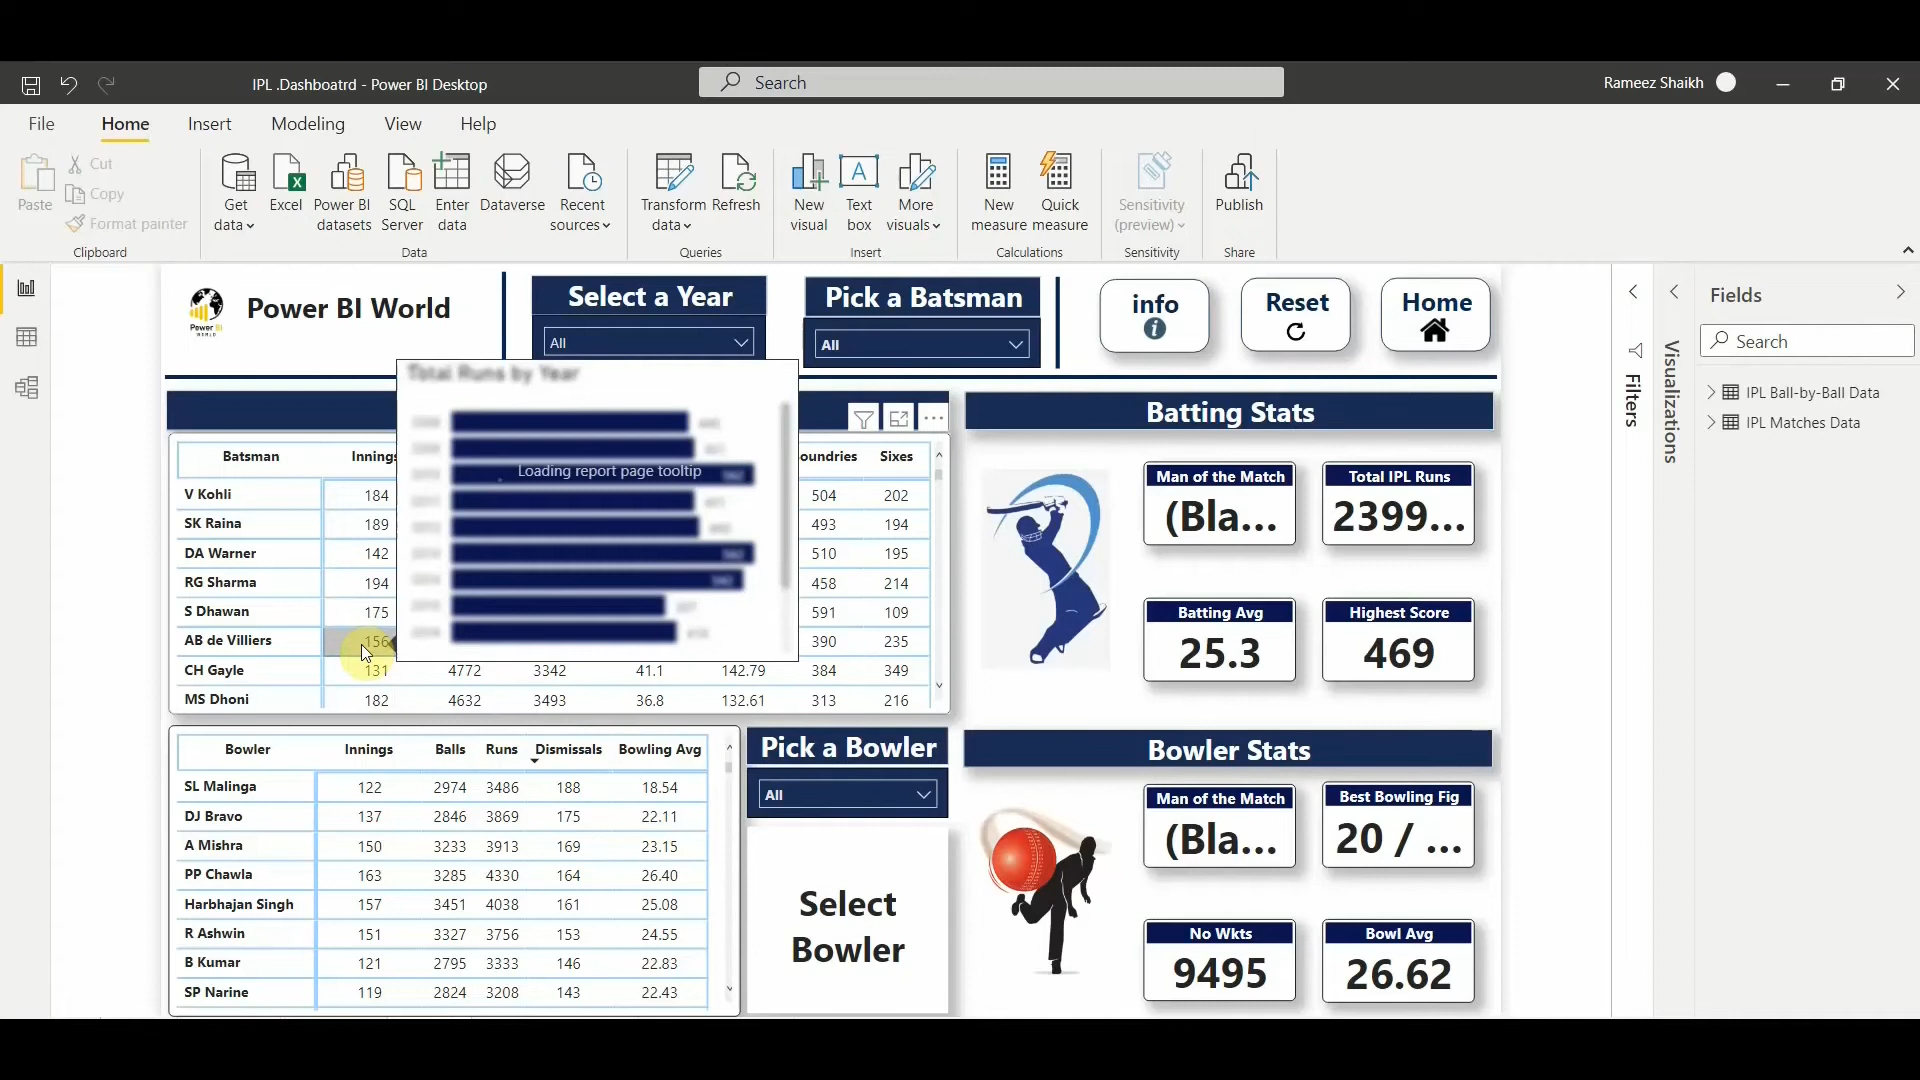 IPL .Dashboatrd - Power BI Desktop
Search
Rameez Shaikh
File
Home
Insert
Modeling
View
Help
Paste
Cut
Copy
Format painter
Clipboard
Get data
Excel
Power BI datasets
SQL Server
Enter data
Dataverse
Recent sources
Data
Transform data
Refresh
Queries
New visual
Text box
More visuals
Insert
New measure
Quick measure
Calculations
Sensitivity (preview)
Sensitivity
Publish
Share
Power BI WORLD
Power BI World
Select a Year
All
Pick a Batsman
All
info
Reset
Home
Total Runs by Year
Loading report page tooltip
Batsman Innings oundries Sixes
V Kohli 184 504 202
SK Raina 189 493 194
DA Warner 142 510 195
RG Sharma 194 458 214
S Dhawan 175 591 109
AB de Villiers 156 390 235
CH Gayle 131 4772 3342 41.1 142.79 384 349
MS Dhoni 182 4632 3493 36.8 132.61 313 216
Batting Stats
Man of the Match
(Bla...
Total IPL Runs
2399...
Batting Avg
25.3
Highest Score
469
Bowler Innings Balls Runs Dismissals Bowling Avg
SL Malinga 122 2974 3486 188 18.54
DJ Bravo 137 2846 3869 175 22.11
A Mishra 150 3233 3913 169 23.15
PP Chawla 163 3285 4330 164 26.40
Harbhajan Singh 157 3451 4038 161 25.08
R Ashwin 151 3327 3756 153 24.55
B Kumar 121 2795 3333 146 22.83
SP Narine 119 2824 3208 143 22.43
Pick a Bowler
All
Select
Bowler
Bowler Stats
Man of the Match
(Bla...
Best Bowling Fig
20 / ...
No Wkts
9495
Bowl Avg
26.62
Filters
Visualizations
Fields
Search
IPL Ball-by-Ball Data
IPL Matches Data